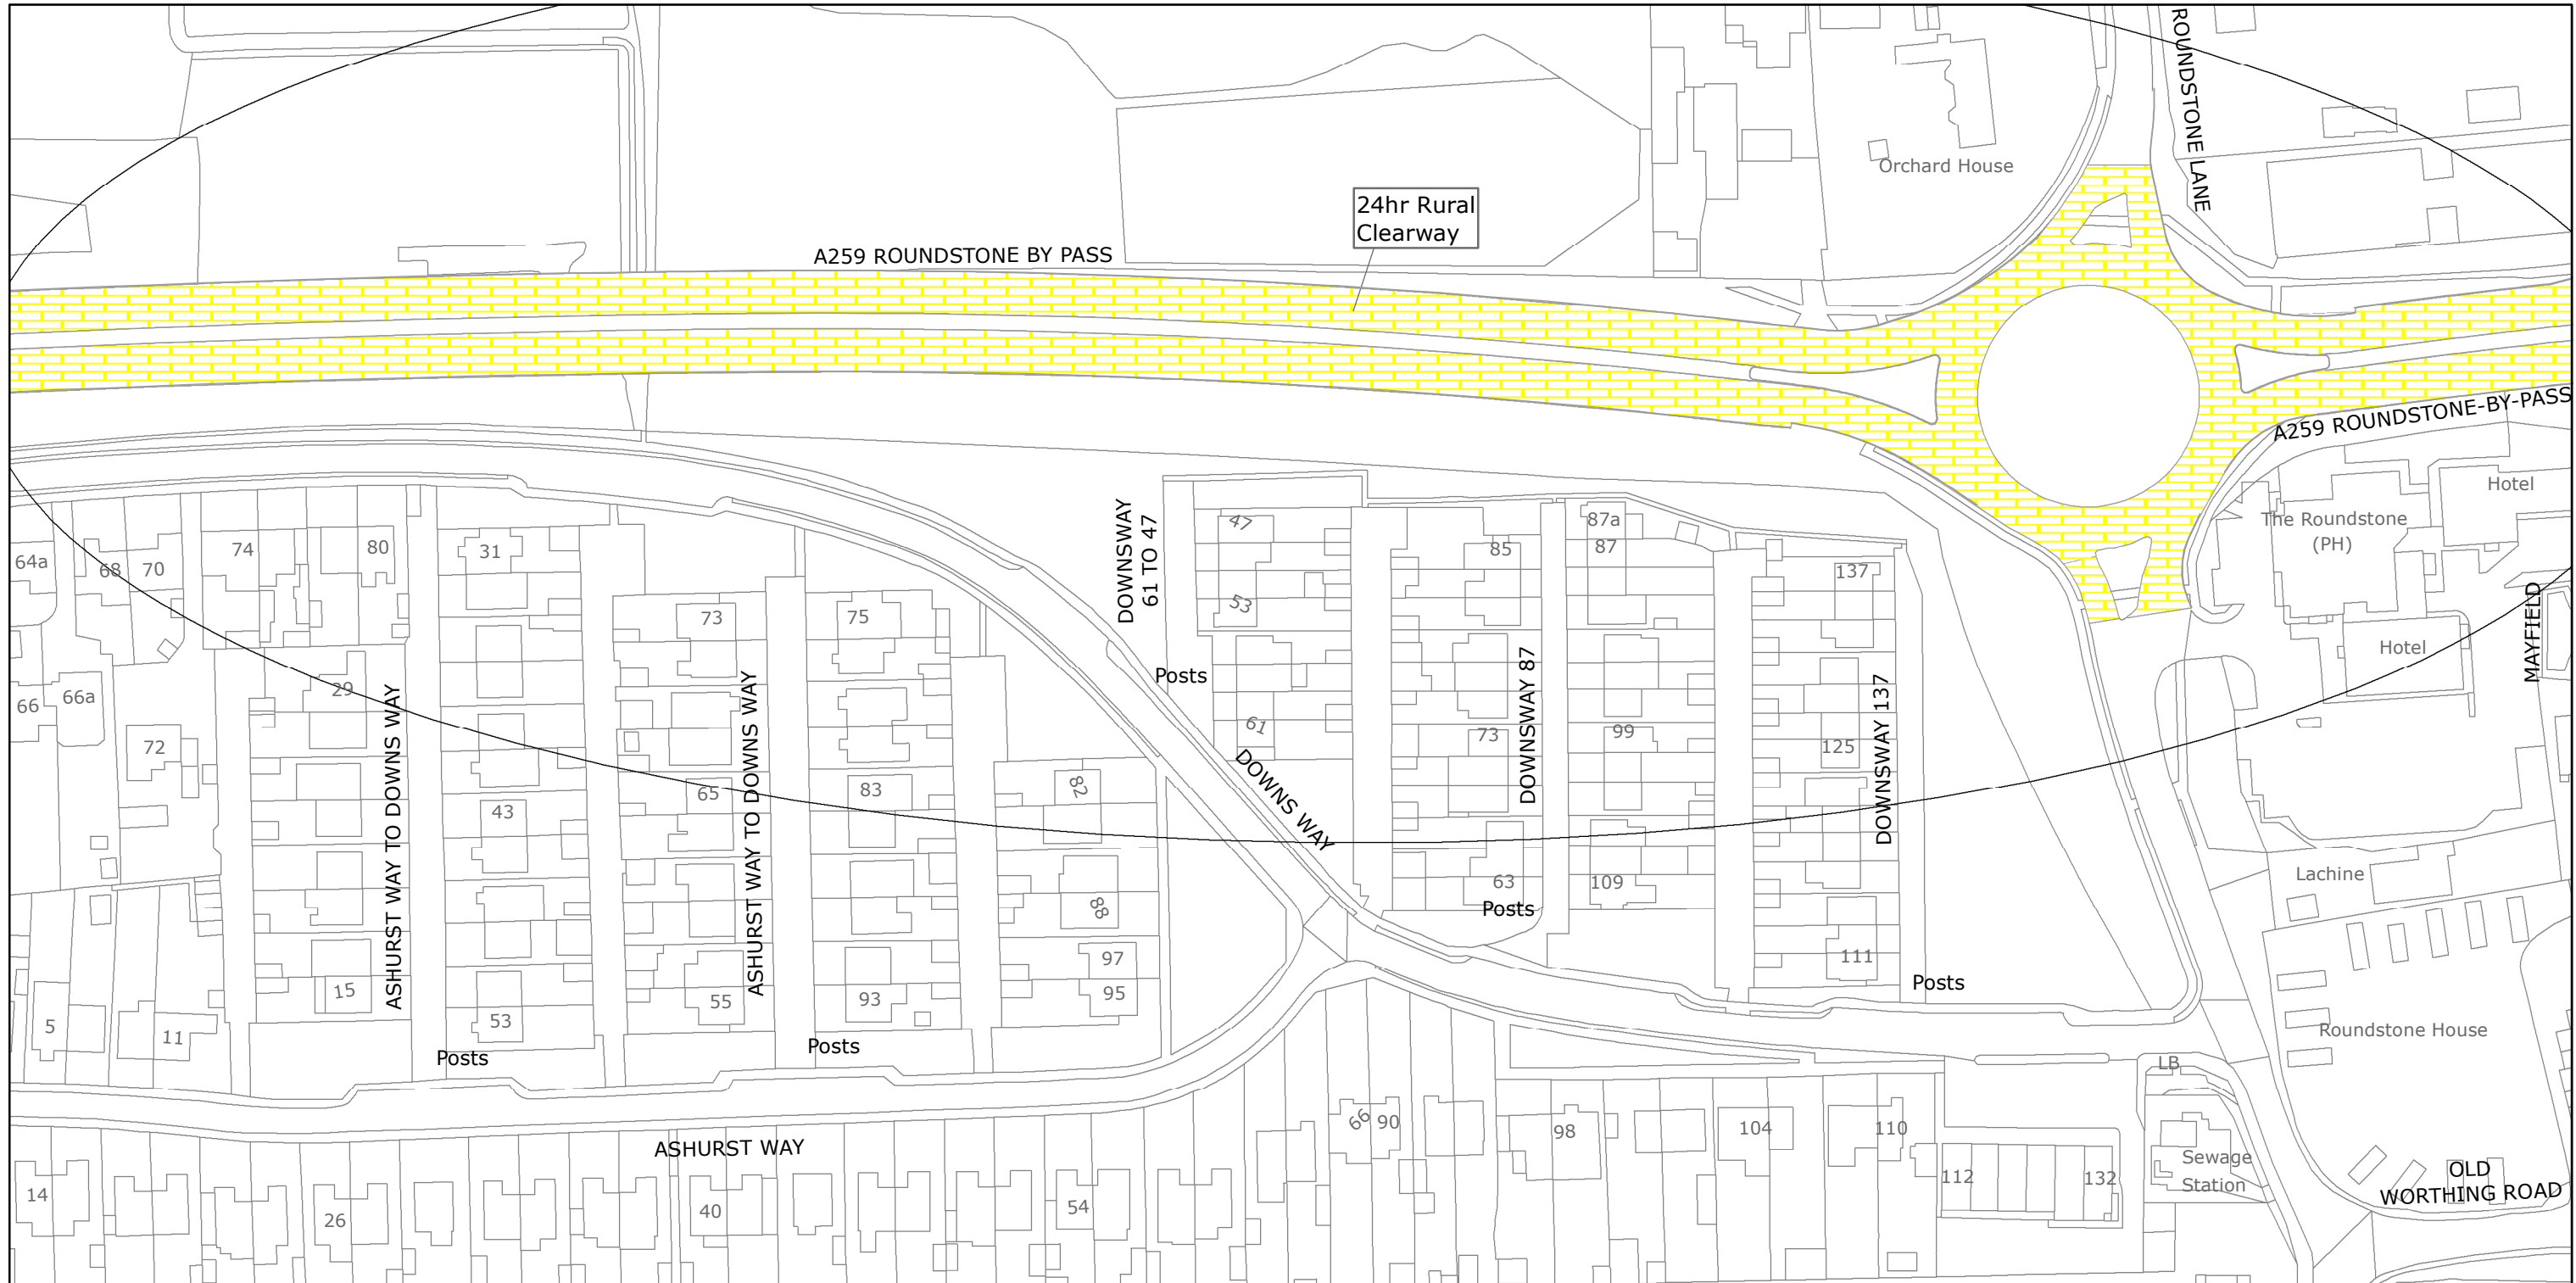 ROUNDSTONE LANE
Orchard House
24hr Rural
Clearway
A259 ROUNDSTONE BY PASS
A259 ROUNDSTONE-BY-PASS
Hotel
The Roundstone
(PH)
Hotel
MAYFIELD
DOWNSWAY
61 TO 47
47
53
61
Posts
85
73
63
Posts
DOWNSWAY 87
87a
87
99
109
137
125
111
DOWNSWAY 137
Posts
64a
68
70
74
80
31
66
66a
72
29
15
ASHURST WAY TO DOWNS WAY
43
53
Posts
73
65
55
ASHURST WAY TO DOWNS WAY
75
83
93
Posts
82
88
97
95
DOWNS WAY
5
11
Lachine
Roundstone House
LB
Sewage
Station
OLD
WORTHING ROAD
ASHURST WAY
14
26
40
54
66
90
98
104
110
112
132